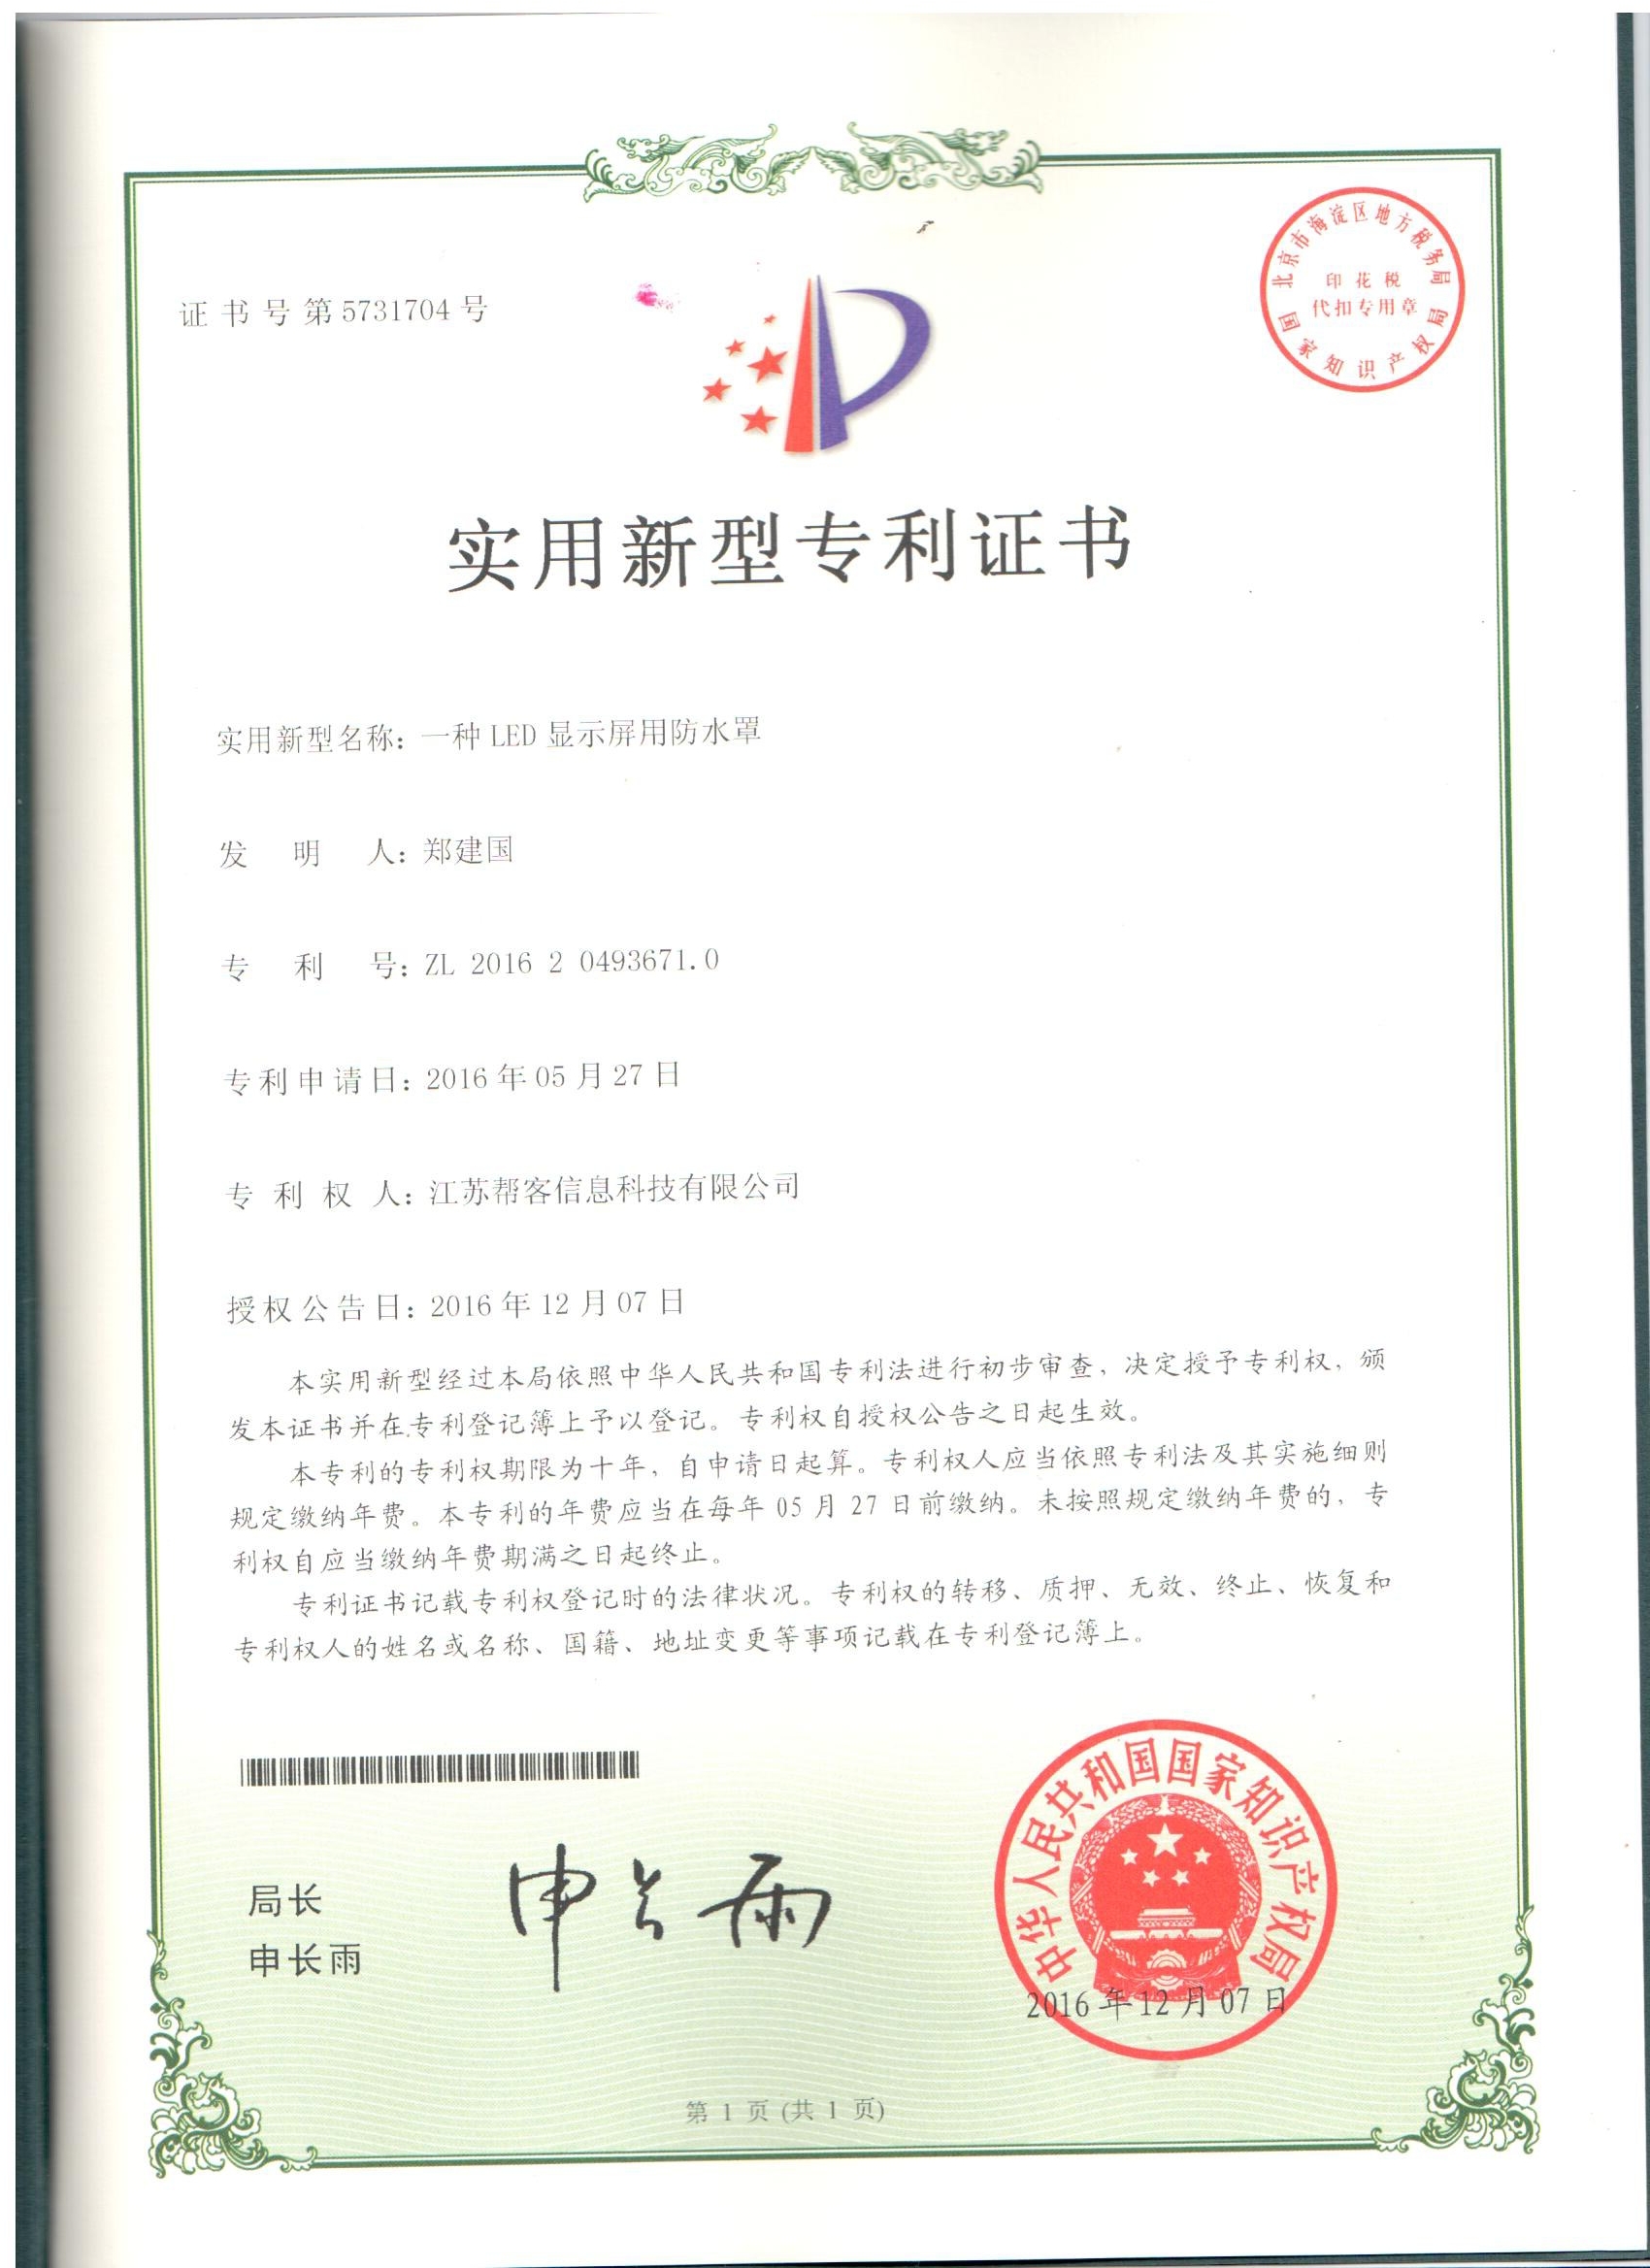 证书号第5731704号
北京市海淀区地方税务局
印花税
代扣专用章
国家知识产权局
实用新型专利证书
实用新型名称：一种LED显示屏用防水罩
发明人：郑建国
专利号：ZL 2016 2 0493671.0
专利申请日：2016年05月27日
专利权人：江苏帮客信息科技有限公司
授权公告日：2016年12月07日
本实用新型经过本局依照中华人民共和国专利法进行初步审查，决定授予专利权，颁
发本证书并在专利登记簿上予以登记。专利权自授权公告之日起生效。
本专利的专利权期限为十年，自申请日起算。专利权人应当依照专利法及其实施细则
规定缴纳年费。本专利的年费应当在每年05月27日前缴纳。未按照规定缴纳年费的，专
利权自应当缴纳年费期满之日起终止。
专利证书记载专利权登记时的法律状况。专利权的转移、质押、无效、终止、恢复和
专利权人的姓名或名称、国籍、地址变更等事项记载在专利登记簿上。
局长
申长雨
申长雨
中华人民共和国国家知识产权局
2016年12月07日
第1页(共1页)